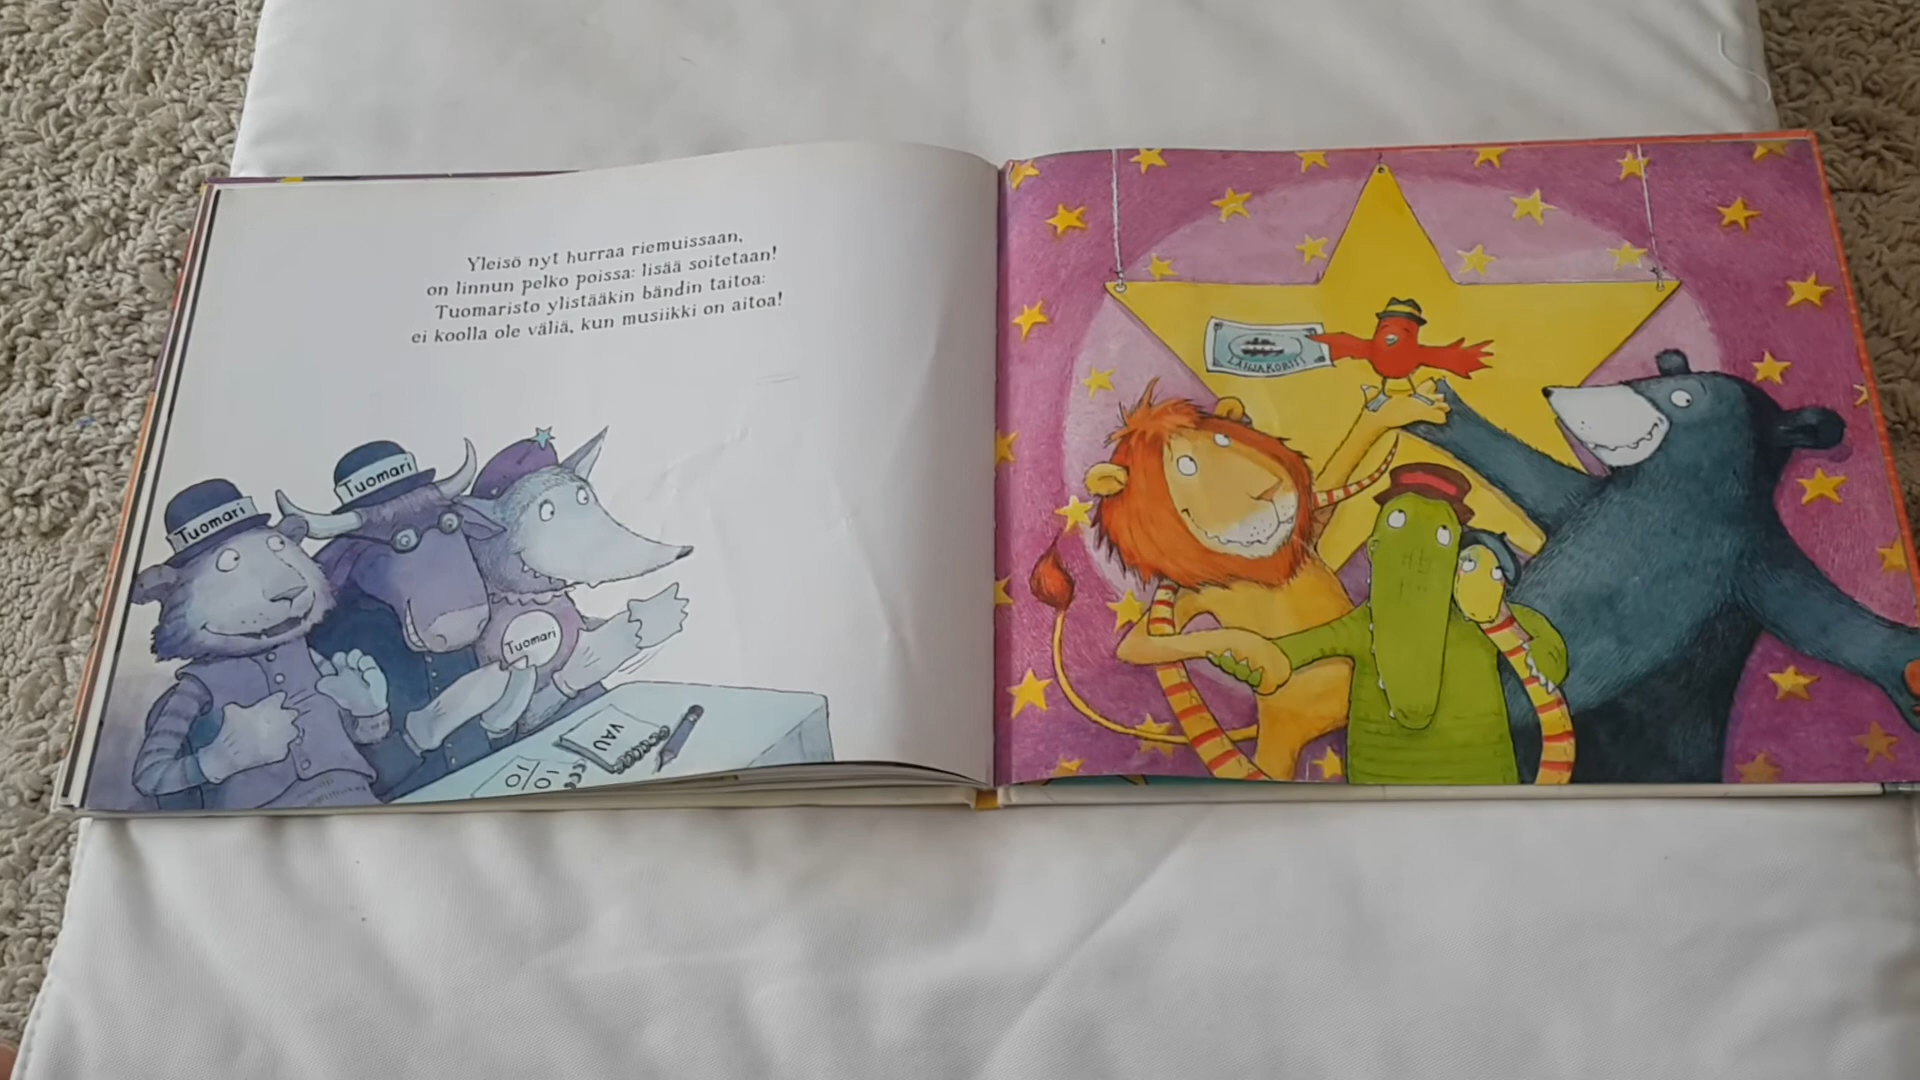 Yleisö nyt hurraa riemuissaan,
on linnun pelko poissa: lisää soitetaan!
Tuomaristo ylistääkin bändin taitoa:
ei koolla ole väliä, kun musiikki on aitoa!
Tuomari
Tuomari
Tuomari
VAU
10/10
LAHJAKORTTI